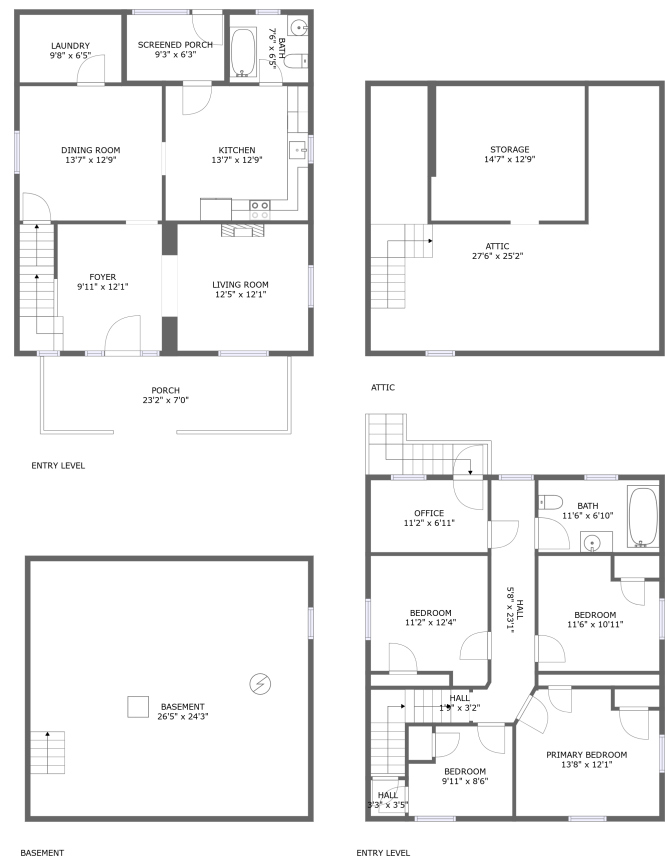 LAUNDRY
9'8" x 6'5"
SCREENED PORCH
9'3" x 6'3"
BATH
7'6" x 6'5"
DINING ROOM
13'7" x 12'9"
KITCHEN
13'7" x 12'9"
FOYER
9'11" x 12'1"
LIVING ROOM
12'5" x 12'1"
PORCH
23'2" x 7'0"
ENTRY LEVEL
STORAGE
14'7" x 12'9"
ATTIC
27'6" x 25'2"
ATTIC
OFFICE
11'2" x 6'11"
BATH
11'6" x 6'10"
HALL
5'8" x 23'1"
BEDROOM
11'2" x 12'4"
BEDROOM
11'6" x 10'11"
HALL
3'2"
PRIMARY BEDROOM
13'8" x 12'1"
BEDROOM
9'11" x 8'6"
HALL
3'3" x 3'5"
ENTRY LEVEL
BASEMENT
26'5" x 24'3"
BASEMENT